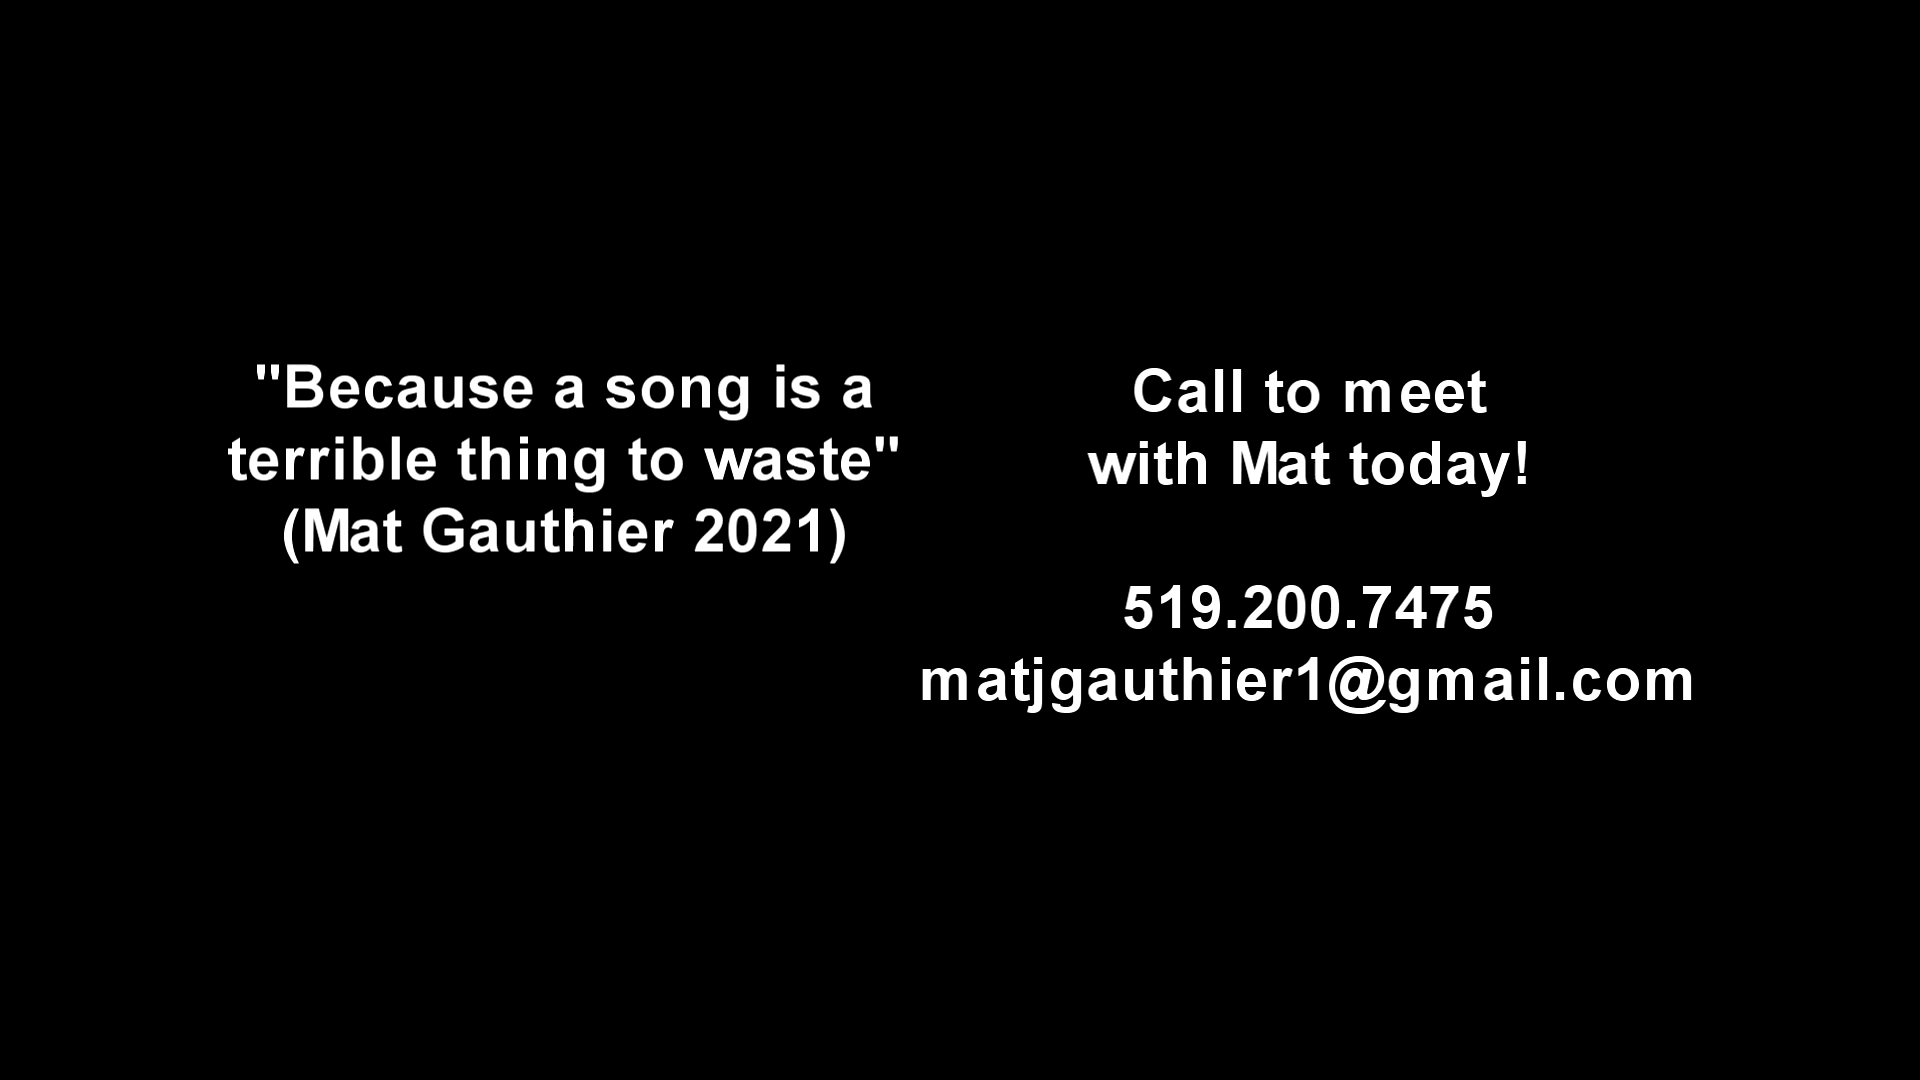 "Because a song is a
terrible thing to waste"
(Mat Gauthier 2021)
Call to meet
with Mat today!
519.200.7475
matjgauthier1@gmail.com